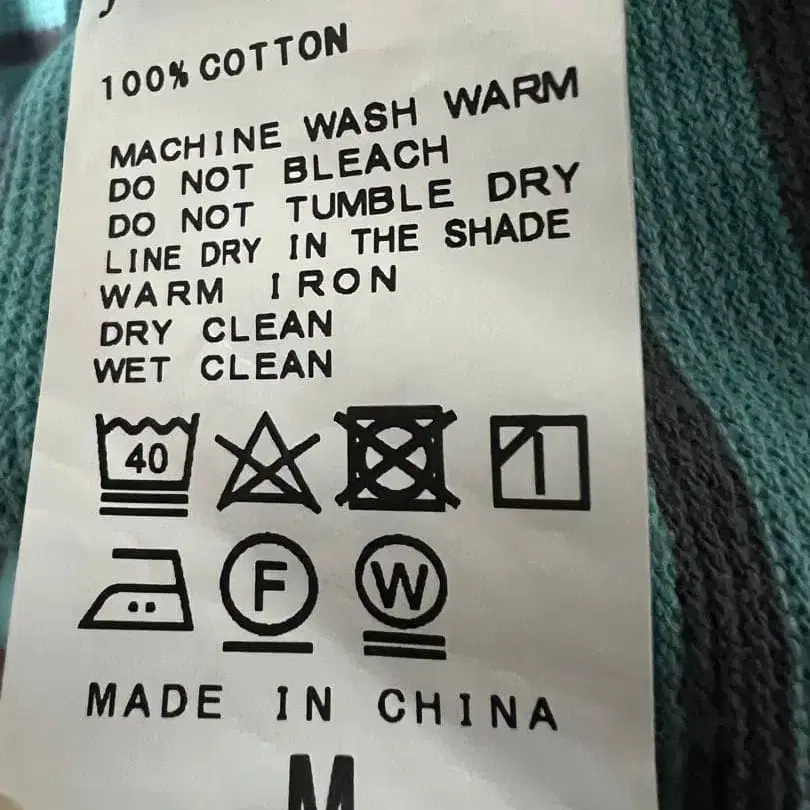 100% COTTON
MACHINE WASH WARM
DO NOT BLEACH
DO NOT TUMBLE DRY
LINE DRY IN THE SHADE
WARM IRON
DRY CLEAN
WET CLEAN
40
F W
MADE IN CHINA
M